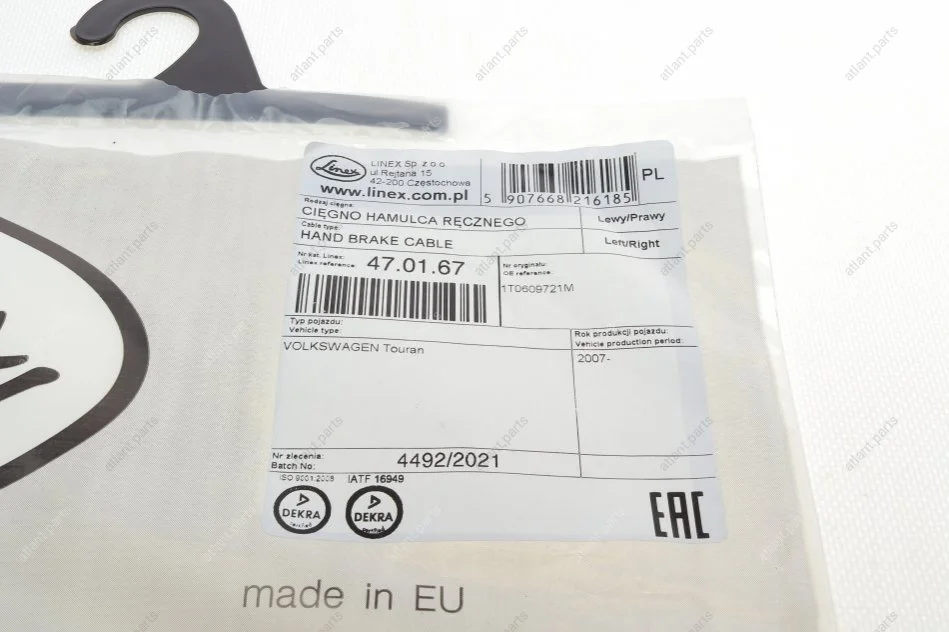 Linex
LINEX Sp. z o.o.
ul Rejtana 15
42-200 Częstochowa
www.linex.com.pl
5 907668 216185
PL
Rodzaj cięgna:
CIĘGNO HAMULCA RĘCZNEGO
Lewy/Prawy
Cable type:
HAND BRAKE CABLE
Left/Right
Nr kat. Linex:
Linex reference
47.01.67
Nr oryginału:
OE reference
1T0609721M
Typ pojazdu:
Vehicle type:
VOLKSWAGEN Touran
Rok produkcji pojazdu:
Vehicle production period:
2007-
Nr zlecenia:
Batch No:
4492/2021
ISO 9001:2008
IATF 16949
DEKRA
certified
DEKRA
certified
EAC
made in EU
atlant.parts